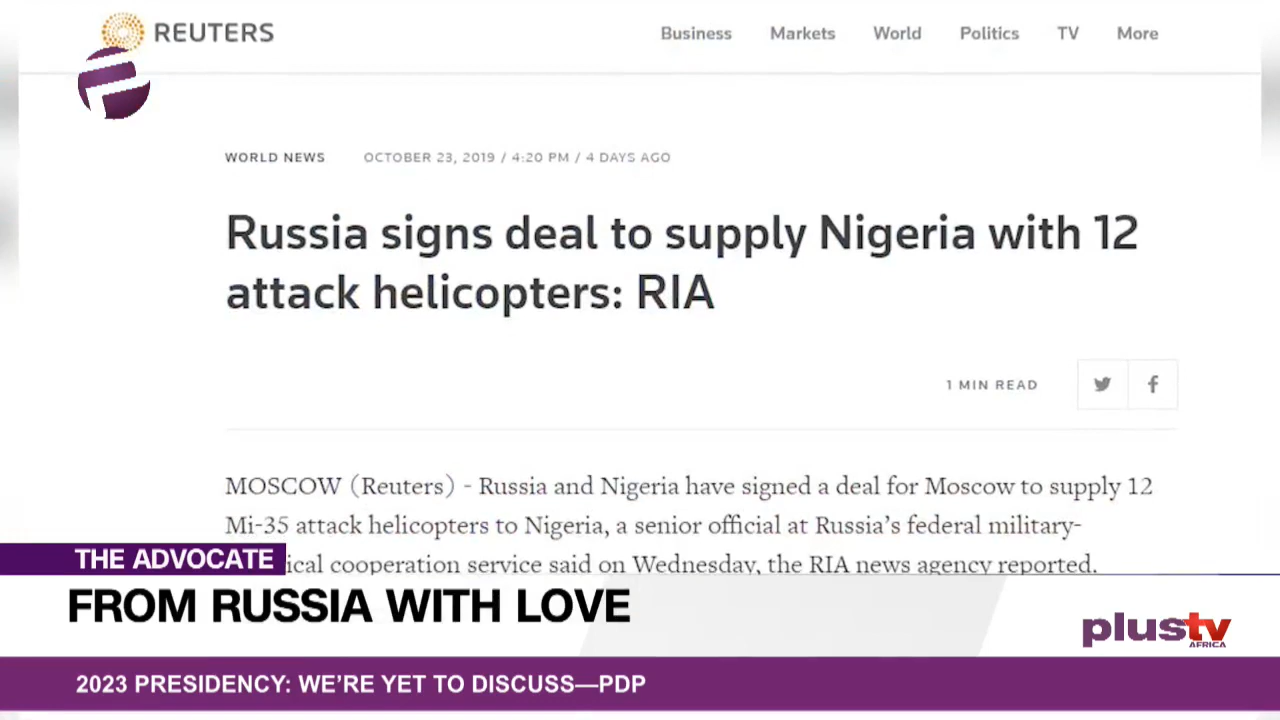 REUTERS
Business Markets World Politics TV More
WORLD NEWS OCTOBER 23, 2019 / 4:20 PM / 4 DAYS AGO
Russia signs deal to supply Nigeria with 12
attack helicopters: RIA
1 MIN READ
MOSCOW (Reuters) - Russia and Nigeria have signed a deal for Moscow to supply 12
Mi-35 attack helicopters to Nigeria, a senior official at Russia's federal military-
cooperation service said on Wednesday, the RIA news agency reported.
THE ADVOCATE
FROM RUSSIA WITH LOVE
plustv
AFRICA
2023 PRESIDENCY: WE'RE YET TO DISCUSS—PDP